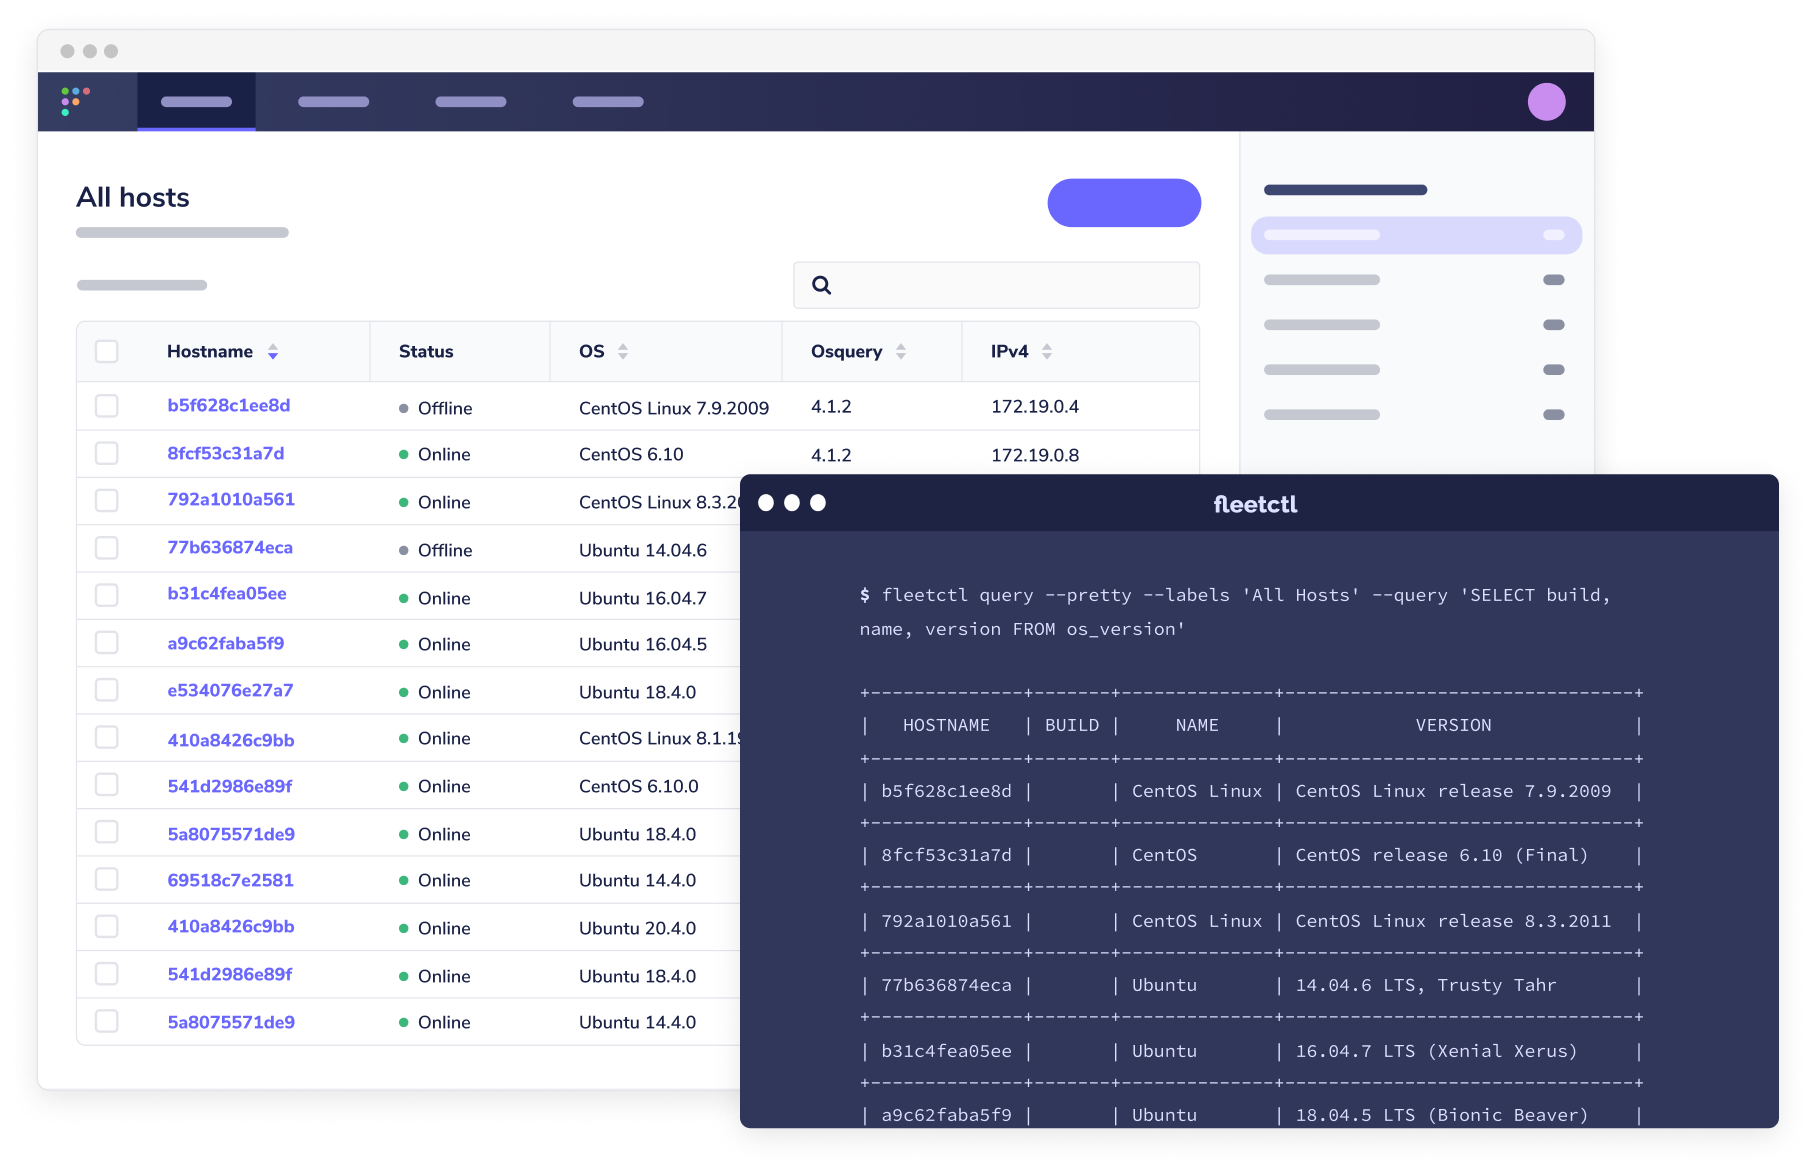 All hosts
Hostname Status OS Osquery IPv4
b5f628c1ee8d Offline CentOS Linux 7.9.2009 4.1.2 172.19.0.4
8fcf53c31a7d Online CentOS 6.10 4.1.2 172.19.0.8
792a1010a561 Online CentOS Linux 8.3.20
77b636874eca Offline Ubuntu 14.04.6
b31c4fea05ee Online Ubuntu 16.04.7
a9c62faba5f9 Online Ubuntu 16.04.5
e534076e27a7 Online Ubuntu 18.4.0
410a8426c9bb Online CentOS Linux 8.1.19
541d2986e89f Online CentOS 6.10.0
5a8075571de9 Online Ubuntu 18.4.0
69518c7e2581 Online Ubuntu 14.4.0
410a8426c9bb Online Ubuntu 20.4.0
541d2986e89f Online Ubuntu 18.4.0
5a8075571de9 Online Ubuntu 14.4.0
fleetctl
$ fleetctl query --pretty --labels 'All Hosts' --query 'SELECT build,
name, version FROM os_version'
+--------------+-------+--------------+--------------------------------+
|   HOSTNAME   | BUILD |     NAME     |            VERSION             |
+--------------+-------+--------------+--------------------------------+
| b5f628c1ee8d |       | CentOS Linux | CentOS Linux release 7.9.2009  |
+--------------+-------+--------------+--------------------------------+
| 8fcf53c31a7d |       | CentOS       | CentOS release 6.10 (Final)    |
+--------------+-------+--------------+--------------------------------+
| 792a1010a561 |       | CentOS Linux | CentOS Linux release 8.3.2011  |
+--------------+-------+--------------+--------------------------------+
| 77b636874eca |       | Ubuntu       | 14.04.6 LTS, Trusty Tahr       |
+--------------+-------+--------------+--------------------------------+
| b31c4fea05ee |       | Ubuntu       | 16.04.7 LTS (Xenial Xerus)     |
+--------------+-------+--------------+--------------------------------+
| a9c62faba5f9 |       | Ubuntu       | 18.04.5 LTS (Bionic Beaver)    |